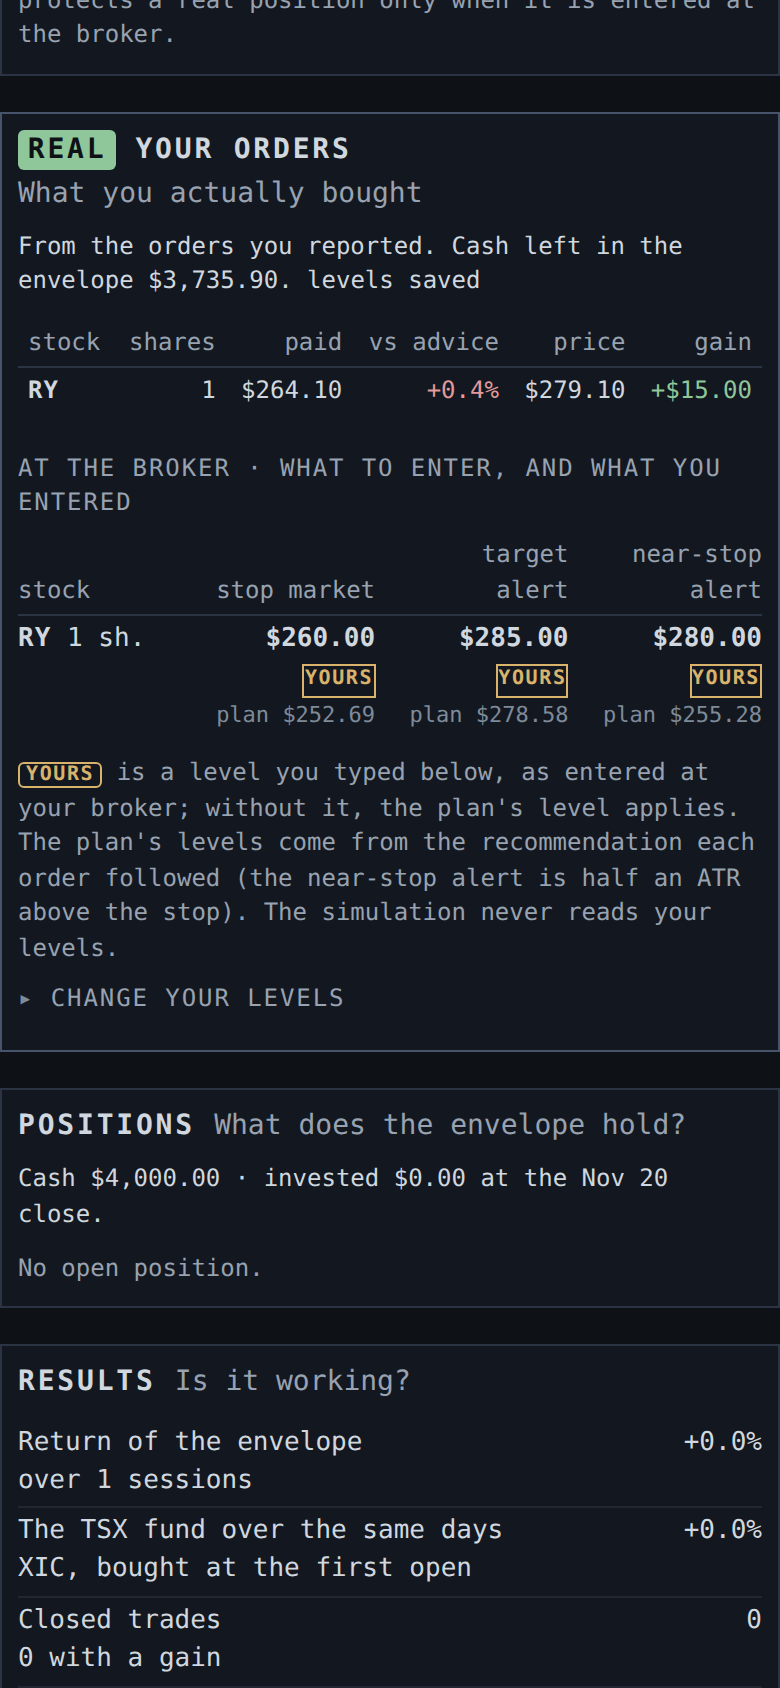 protects a real position only when it is entered at
the broker.
REAL YOUR ORDERS
What you actually bought
From the orders you reported. Cash left in the
envelope $3,735.90. levels saved
stock shares paid vs advice price gain
RY 1 $264.10 +0.4% $279.10 +$15.00
AT THE BROKER · WHAT TO ENTER, AND WHAT YOU
ENTERED
target near-stop
stock stop market alert alert
RY 1 sh. $260.00 $285.00 $280.00
YOURS YOURS YOURS
plan $252.69 plan $278.58 plan $255.28
YOURS is a level you typed below, as entered at
your broker; without it, the plan's level applies.
The plan's levels come from the recommendation each
order followed (the near-stop alert is half an ATR
above the stop). The simulation never reads your
levels.
▸ CHANGE YOUR LEVELS
POSITIONS What does the envelope hold?
Cash $4,000.00 · invested $0.00 at the Nov 20
close.
No open position.
RESULTS Is it working?
Return of the envelope +0.0%
over 1 sessions
The TSX fund over the same days +0.0%
XIC, bought at the first open
Closed trades 0
0 with a gain